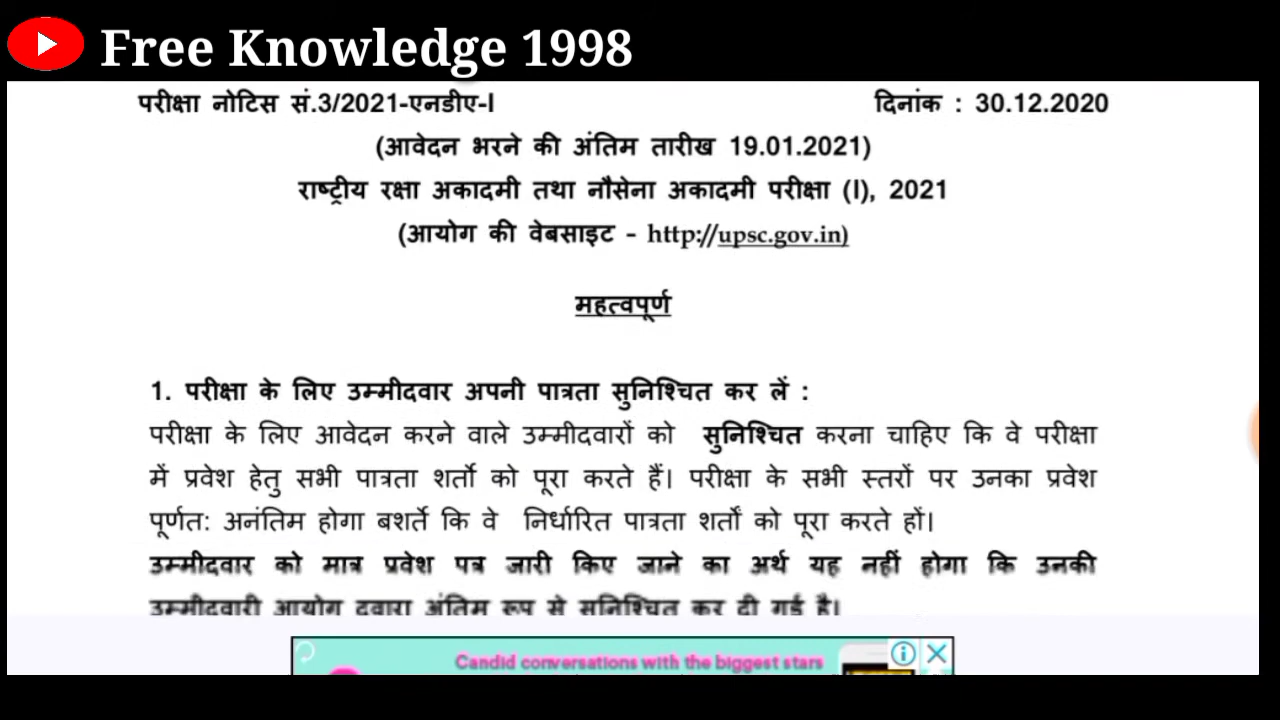 Free Knowledge 1998
परीक्षा नोटिस सं.3/2021-एनडीए-I दिनांक : 30.12.2020
(आवेदन भरने की अंतिम तारीख 19.01.2021)
राष्ट्रीय रक्षा अकादमी तथा नौसेना अकादमी परीक्षा (I), 2021
(आयोग की वेबसाइट - http://upsc.gov.in)
महत्वपूर्ण
1. परीक्षा के लिए उम्मीदवार अपनी पात्रता सुनिश्चित कर लें :
परीक्षा के लिए आवेदन करने वाले उम्मीदवारों को सुनिश्चित करना चाहिए कि वे परीक्षा
में प्रवेश हेतु सभी पात्रता शर्तो को पूरा करते हैं। परीक्षा के सभी स्तरों पर उनका प्रवेश
पूर्णत: अनंतिम होगा बशर्ते कि वे निर्धारित पात्रता शर्तों को पूरा करते हों।
उम्मीदवार को मात्र प्रवेश पत्र जारी किए जाने का अर्थ यह नहीं होगा कि उनकी
उम्मीदवारी आयोग दवारा अंतिम रूप से सुनिश्चित कर दी गई है।
Candid conversations with the biggest stars